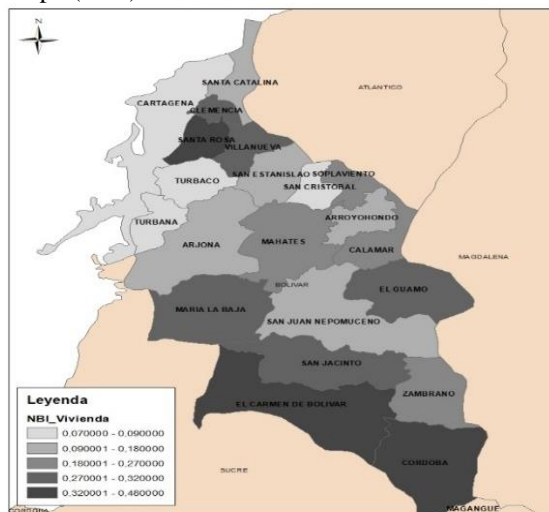 N
SANTA CATALINA
ATLANTICO
CARTAGENA
CLEMENCIA
SANTA ROSA
VILLANUEVA
TURBACO
SAN ESTANISLAO
SOPLAVIENTO
SAN CRISTOBAL
TURBANA
ARROYOHONDO
ARJONA
MAHATES
CALAMAR
MAGDALENA
BOLIVAR
EL GUAMO
MARIA LA BAJA
SAN JUAN NEPOMUCENO
SAN JACINTO
ZAMBRANO
EL CARMEN DE BOLIVAR
Leyenda
NBI_Vivienda
0,070000 - 0,090000
0,090001 - 0,180000
0,180001 - 0,270000
0,270001 - 0,320000
0,320001 - 0,480000
CORDOBA
SUCRE
MAGANGUE
CORDOBA